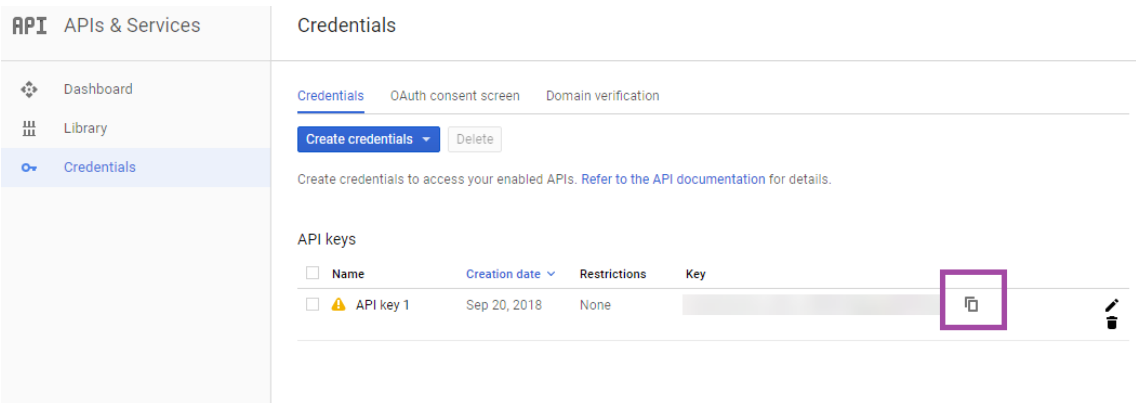 API APIs & Services
Credentials
Dashboard
Library
Credentials
Credentials OAuth consent screen Domain verification
Create credentials Delete
Create credentials to access your enabled APIs. Refer to the API documentation for details.
API keys
Name Creation date Restrictions Key
API key 1 Sep 20, 2018 None